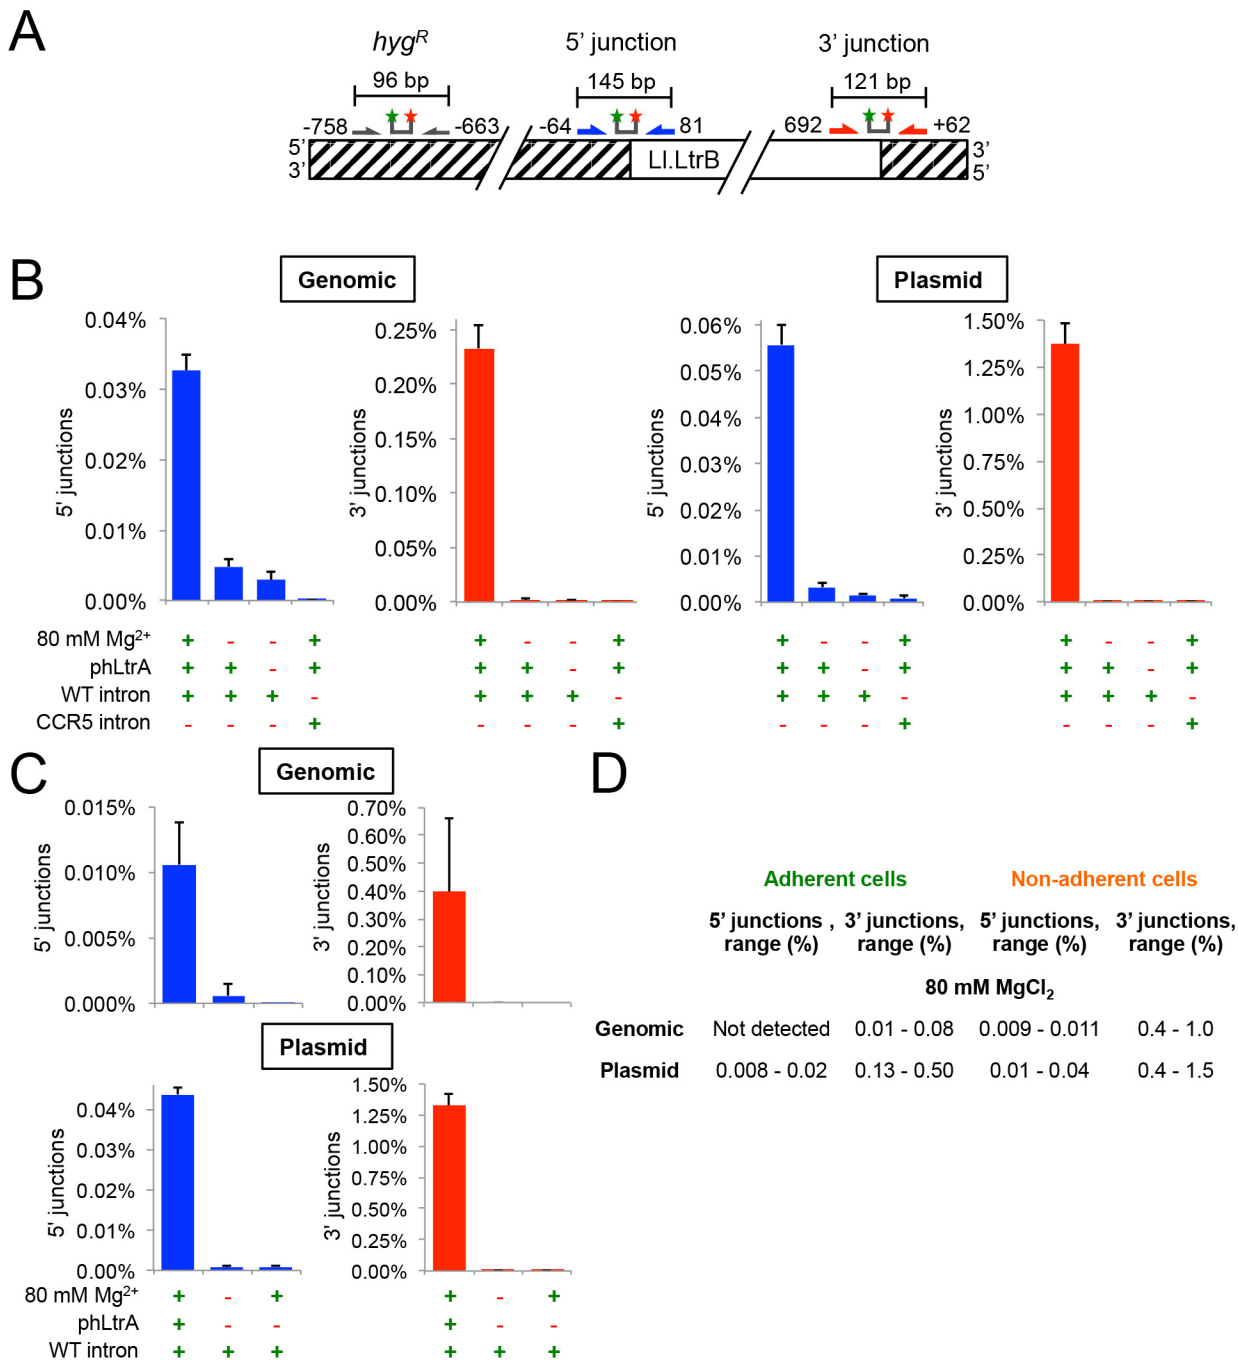 A
hygR 5’ junction 3’ junction
96 bp 145 bp 121 bp
-758 -663 -64 81 692 +62
5’ LI.LtrB 3’
3’ 5’
B
Genomic Plasmid
5' junctions
0.04%
0.03%
0.02%
0.01%
0.00%
3' junctions
0.25%
0.20%
0.15%
0.10%
0.05%
0.00%
5' junctions
0.06%
0.05%
0.04%
0.03%
0.02%
0.01%
0.00%
3' junctions
1.50%
1.25%
1.00%
0.75%
0.50%
0.25%
0.00%
80 mM Mg2+ + - - + + - - + + - - + + - - +
phLtrA + + - + + + - + + + - + + + - +
WT intron + + + - + + + - + + + - + + + -
CCR5 intron - - - + - - - + - - - + - - - +
C
Genomic
5' junctions
0.015%
0.010%
0.005%
0.000%
3' junctions
0.70%
0.60%
0.50%
0.40%
0.30%
0.20%
0.10%
0.00%
Plasmid
5' junctions
0.04%
0.03%
0.02%
0.01%
0.00%
3' junctions
1.50%
1.25%
1.00%
0.75%
0.50%
0.25%
0.00%
80 mM Mg2+ + - + + - +
phLtrA + - - + - -
WT intron + + + + + +
D
Adherent cells Non-adherent cells
5’ junctions , 3’ junctions, 5’ junctions, 3’ junctions,
range (%) range (%) range (%) range (%)
80 mM MgCl2
Genomic Not detected 0.01 - 0.08 0.009 - 0.011 0.4 - 1.0
Plasmid 0.008 - 0.02 0.13 - 0.50 0.01 - 0.04 0.4 - 1.5